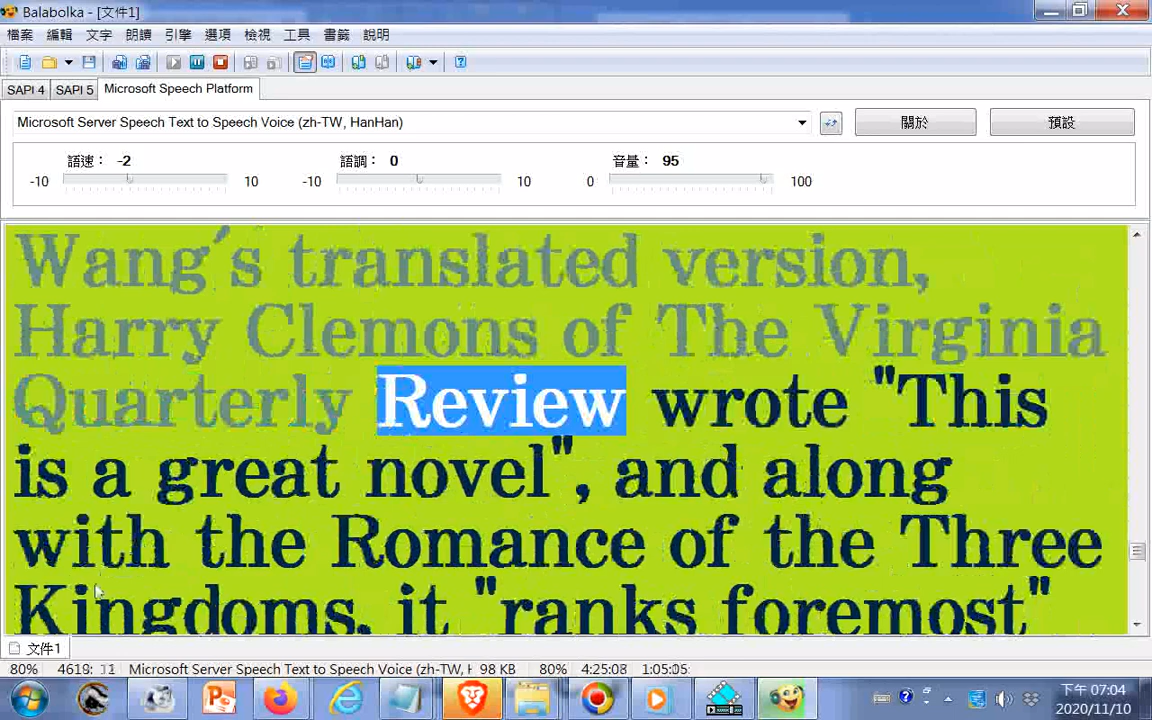 Balabolka - [文件1]
檔案 編輯 文字 朗讀 引擎 選項 檢視 工具 書籤 說明
SAPI 4 SAPI 5 Microsoft Speech Platform
Microsoft Server Speech Text to Speech Voice (zh-TW, HanHan) 關於 預設
語速： -2 語調： 0 音量： 95
-10 10 -10 10 0 100
Wang's translated version,
Harry Clemons of The Virginia
Quarterly Review wrote "This
is a great novel", and along
with the Romance of the Three
Kingdoms, it "ranks foremost"
文件1
80% 4619: 11 Microsoft Server Speech Text to Speech Voice (zh-TW, H 98 KB 80% 4:25:08 1:05:05
下午 07:04
2020/11/10